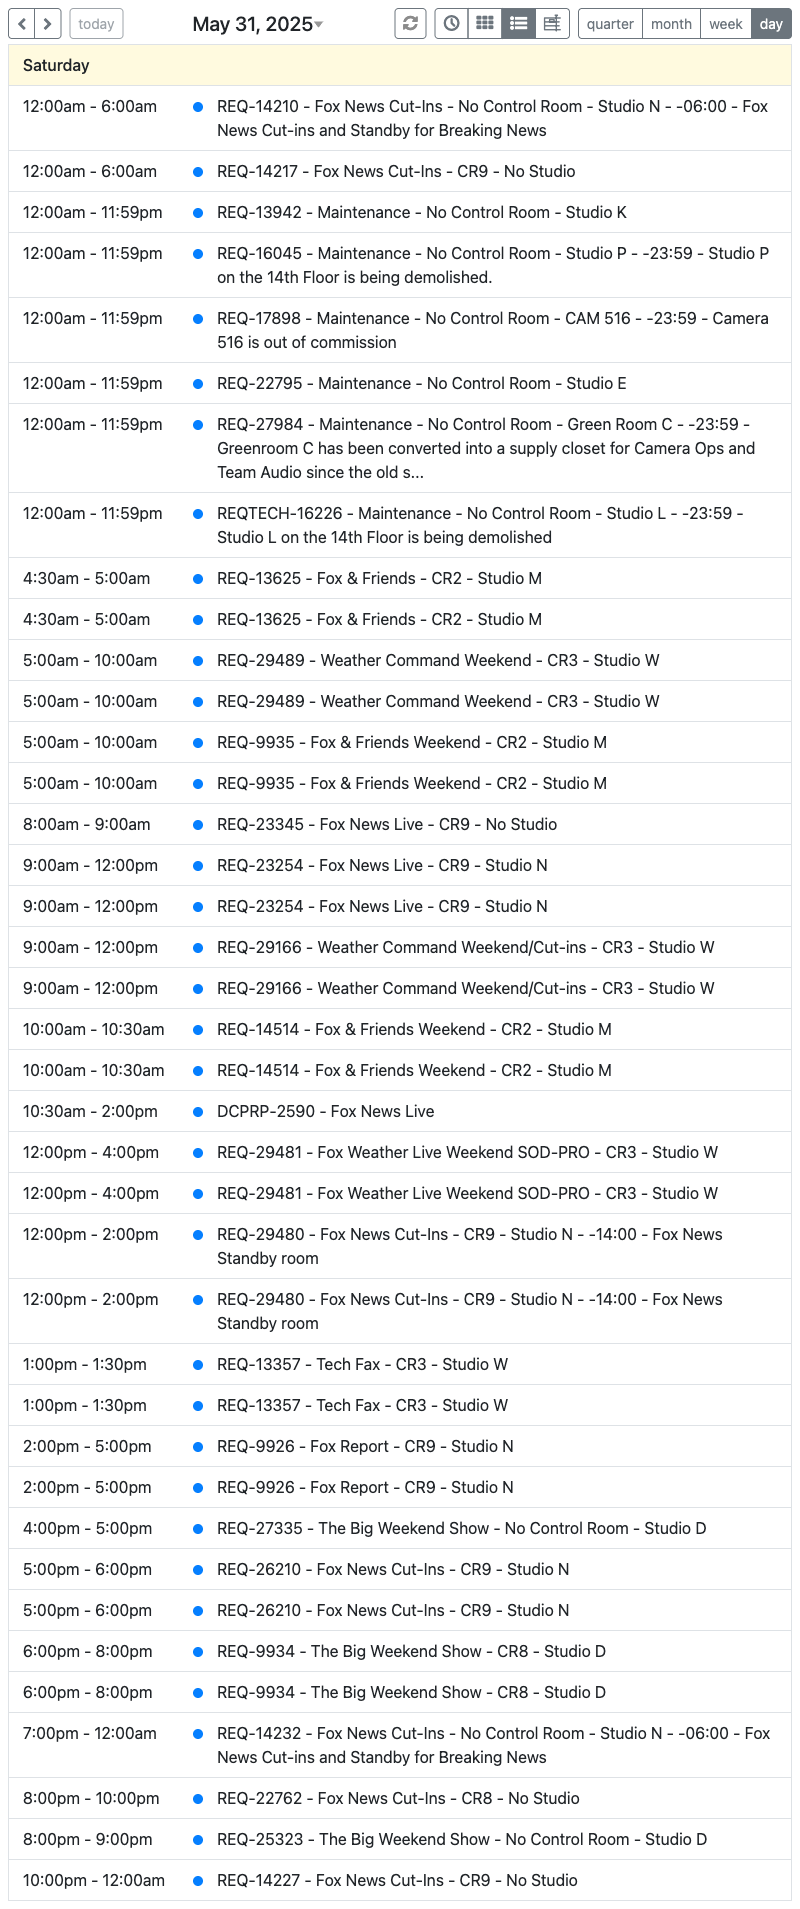 today
May 31, 2025
quarter month week day
Saturday
12:00am - 6:00am REQ-14210 - Fox News Cut-Ins - No Control Room - Studio N - -06:00 - Fox
News Cut-ins and Standby for Breaking News
12:00am - 6:00am REQ-14217 - Fox News Cut-Ins - CR9 - No Studio
12:00am - 11:59pm REQ-13942 - Maintenance - No Control Room - Studio K
12:00am - 11:59pm REQ-16045 - Maintenance - No Control Room - Studio P - -23:59 - Studio P
on the 14th Floor is being demolished.
12:00am - 11:59pm REQ-17898 - Maintenance - No Control Room - CAM 516 - -23:59 - Camera
516 is out of commission
12:00am - 11:59pm REQ-22795 - Maintenance - No Control Room - Studio E
12:00am - 11:59pm REQ-27984 - Maintenance - No Control Room - Green Room C - -23:59 -
Greenroom C has been converted into a supply closet for Camera Ops and
Team Audio since the old s...
12:00am - 11:59pm REQTECH-16226 - Maintenance - No Control Room - Studio L - -23:59 -
Studio L on the 14th Floor is being demolished
4:30am - 5:00am REQ-13625 - Fox & Friends - CR2 - Studio M
4:30am - 5:00am REQ-13625 - Fox & Friends - CR2 - Studio M
5:00am - 10:00am REQ-29489 - Weather Command Weekend - CR3 - Studio W
5:00am - 10:00am REQ-29489 - Weather Command Weekend - CR3 - Studio W
5:00am - 10:00am REQ-9935 - Fox & Friends Weekend - CR2 - Studio M
5:00am - 10:00am REQ-9935 - Fox & Friends Weekend - CR2 - Studio M
8:00am - 9:00am REQ-23345 - Fox News Live - CR9 - No Studio
9:00am - 12:00pm REQ-23254 - Fox News Live - CR9 - Studio N
9:00am - 12:00pm REQ-23254 - Fox News Live - CR9 - Studio N
9:00am - 12:00pm REQ-29166 - Weather Command Weekend/Cut-ins - CR3 - Studio W
9:00am - 12:00pm REQ-29166 - Weather Command Weekend/Cut-ins - CR3 - Studio W
10:00am - 10:30am REQ-14514 - Fox & Friends Weekend - CR2 - Studio M
10:00am - 10:30am REQ-14514 - Fox & Friends Weekend - CR2 - Studio M
10:30am - 2:00pm DCPRP-2590 - Fox News Live
12:00pm - 4:00pm REQ-29481 - Fox Weather Live Weekend SOD-PRO - CR3 - Studio W
12:00pm - 4:00pm REQ-29481 - Fox Weather Live Weekend SOD-PRO - CR3 - Studio W
12:00pm - 2:00pm REQ-29480 - Fox News Cut-Ins - CR9 - Studio N - -14:00 - Fox News
Standby room
12:00pm - 2:00pm REQ-29480 - Fox News Cut-Ins - CR9 - Studio N - -14:00 - Fox News
Standby room
1:00pm - 1:30pm REQ-13357 - Tech Fax - CR3 - Studio W
1:00pm - 1:30pm REQ-13357 - Tech Fax - CR3 - Studio W
2:00pm - 5:00pm REQ-9926 - Fox Report - CR9 - Studio N
2:00pm - 5:00pm REQ-9926 - Fox Report - CR9 - Studio N
4:00pm - 5:00pm REQ-27335 - The Big Weekend Show - No Control Room - Studio D
5:00pm - 6:00pm REQ-26210 - Fox News Cut-Ins - CR9 - Studio N
5:00pm - 6:00pm REQ-26210 - Fox News Cut-Ins - CR9 - Studio N
6:00pm - 8:00pm REQ-9934 - The Big Weekend Show - CR8 - Studio D
6:00pm - 8:00pm REQ-9934 - The Big Weekend Show - CR8 - Studio D
7:00pm - 12:00am REQ-14232 - Fox News Cut-Ins - No Control Room - Studio N - -06:00 - Fox
News Cut-ins and Standby for Breaking News
8:00pm - 10:00pm REQ-22762 - Fox News Cut-Ins - CR8 - No Studio
8:00pm - 9:00pm REQ-25323 - The Big Weekend Show - No Control Room - Studio D
10:00pm - 12:00am REQ-14227 - Fox News Cut-Ins - CR9 - No Studio